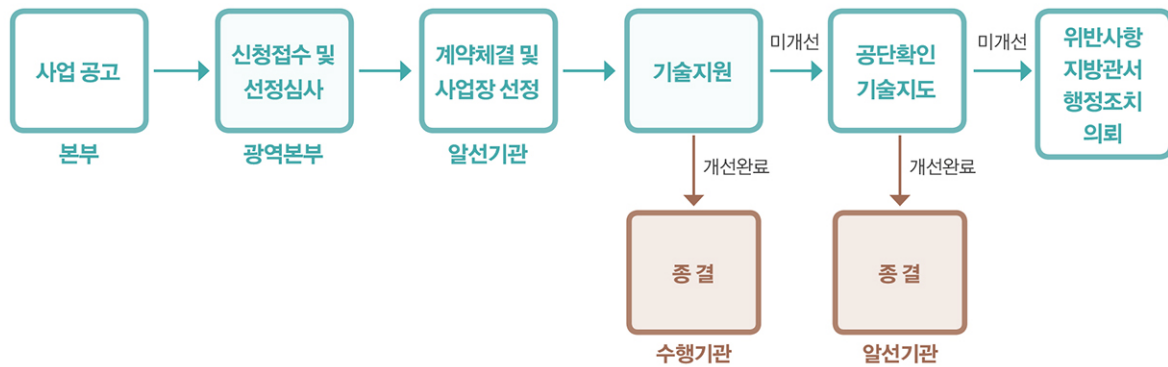 사업 공고
본부
신청접수 및
선정심사
광역본부
계약체결 및
사업장 선정
알선기관
기술지원
미개선
공단확인
기술지도
미개선
위반사항
지방관서
행정조치
의뢰
개선완료
종 결
수행기관
개선완료
종 결
알선기관